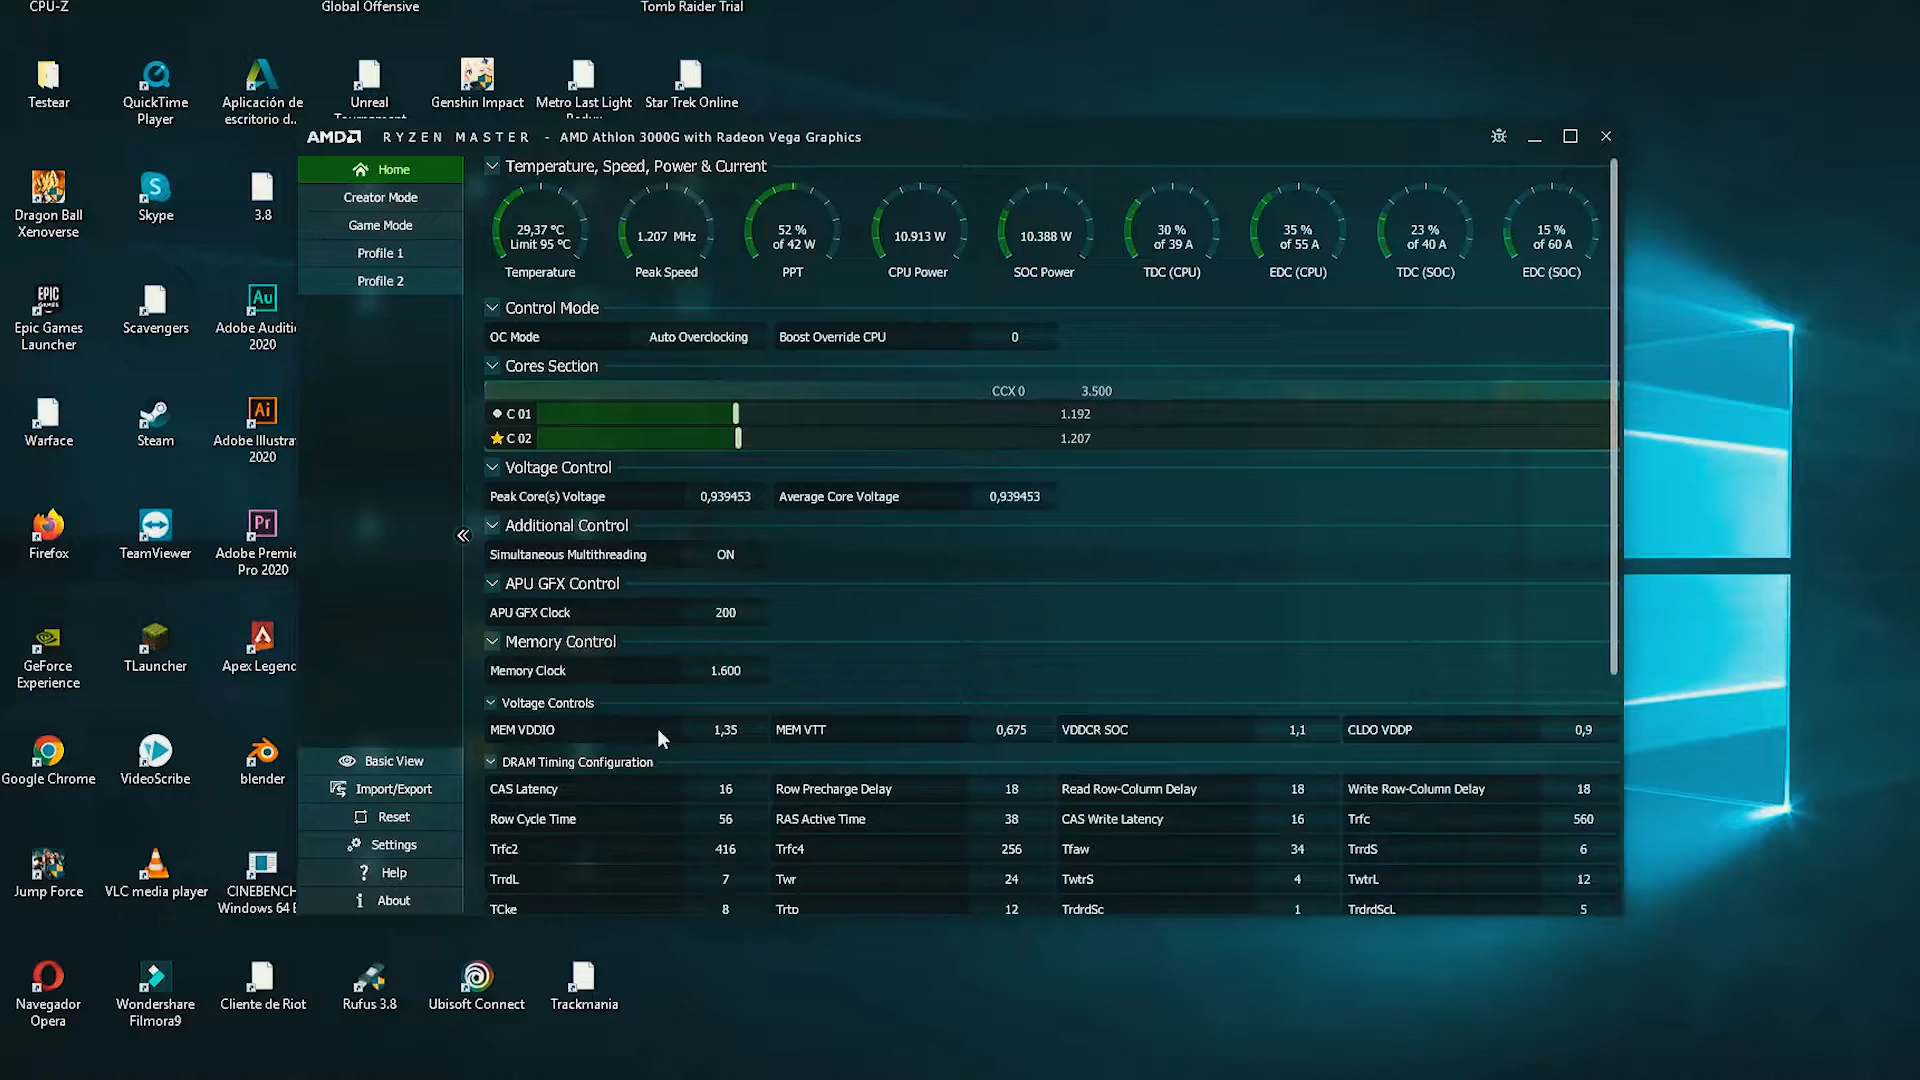 CPU-Z
Global Offensive
Tomb Raider Trial
Testear
QuickTime
Player
Aplicación de
escritorio d...
Unreal
Genshin Impact
Metro Last Light
Star Trek Online
AMD RYZEN MASTER - AMD Athlon 3000G with Radeon Vega Graphics
Home
Creator Mode
Game Mode
Profile 1
Profile 2
Temperature, Speed, Power & Current
29,37 ºC
Limit 95 ºC
Temperature
1.207 MHz
Peak Speed
52 %
of 42 W
PPT
10.913 W
CPU Power
10.388 W
SOC Power
30 %
of 39 A
TDC (CPU)
35 %
of 55 A
EDC (CPU)
23 %
of 40 A
TDC (SOC)
15 %
of 60 A
EDC (SOC)
Control Mode
OC Mode Auto Overclocking Boost Override CPU 0
Cores Section
CCX 0 3.500
C 01 1.192
C 02 1.207
Voltage Control
Peak Core(s) Voltage 0,939453 Average Core Voltage 0,939453
Additional Control
Simultaneous Multithreading ON
APU GFX Control
APU GFX Clock 200
Memory Control
Memory Clock 1.600
Voltage Controls
MEM VDDIO 1,35 MEM VTT 0,675 VDDCR SOC 1,1 CLDO VDDP 0,9
DRAM Timing Configuration
CAS Latency 16 Row Precharge Delay 18 Read Row-Column Delay 18 Write Row-Column Delay 18
Row Cycle Time 56 RAS Active Time 38 CAS Write Latency 16 Trfc 560
Trfc2 416 Trfc4 256 Tfaw 34 TrrdS 6
TrrdL 7 Twr 24 TwtrS 4 TwtrL 12
TCke 8 Trtp 12 TrdrdSc 1 TrdrdScL 5
Basic View
Import/Export
Reset
Settings
Help
About
Dragon Ball
Xenoverse
Skype
3.8
Epic Games
Launcher
Scavengers
Adobe Auditi
2020
Warface
Steam
Adobe Illustra
2020
Firefox
TeamViewer
Adobe Premie
Pro 2020
GeForce
Experience
TLauncher
Apex Legenc
Google Chrome
VideoScribe
blender
Jump Force
VLC media player
CINEBENCH
Windows 64 B
Navegador
Opera
Wondershare
Filmora9
Cliente de Riot
Rufus 3.8
Ubisoft Connect
Trackmania